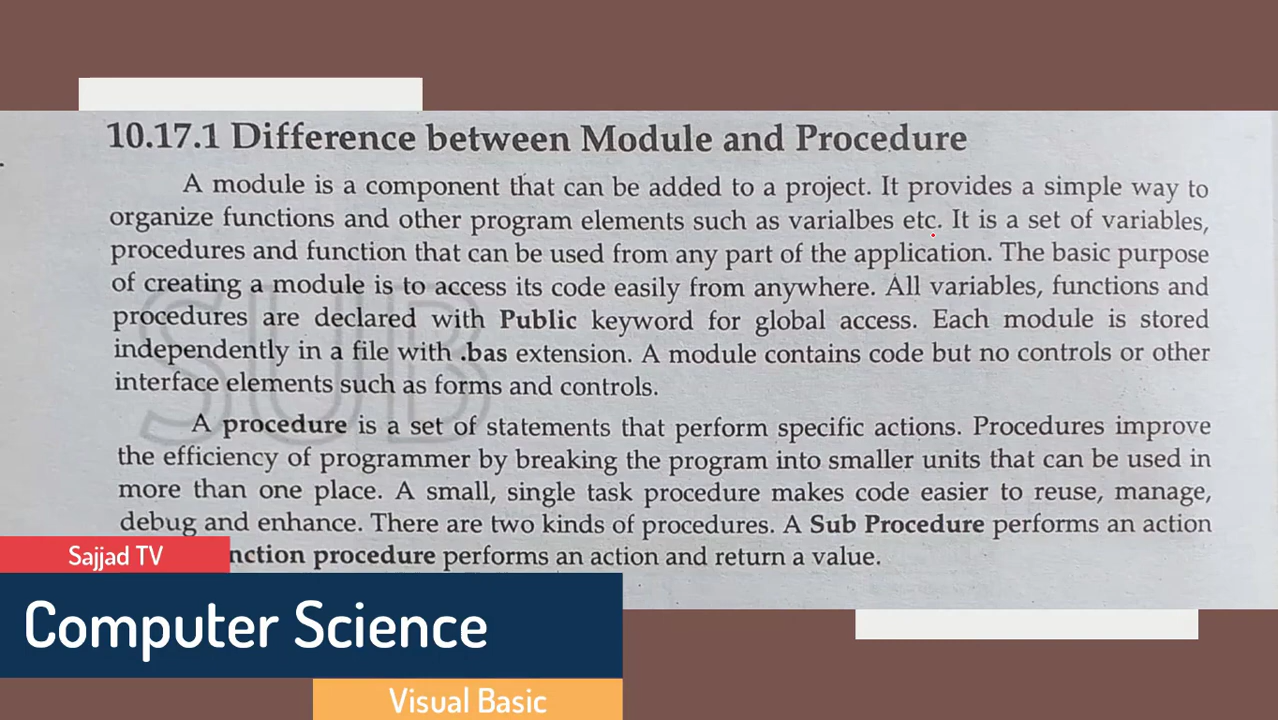 10.17.1 Difference between Module and Procedure
A module is a component that can be added to a project. It provides a simple way to
organize functions and other program elements such as varialbes etc. It is a set of variables,
procedures and function that can be used from any part of the application. The basic purpose
of creating a module is to access its code easily from anywhere. All variables, functions and
procedures are declared with Public keyword for global access. Each module is stored
independently in a file with .bas extension. A module contains code but no controls or other
interface elements such as forms and controls.
SUB
A procedure is a set of statements that perform specific actions. Procedures improve
the efficiency of programmer by breaking the program into smaller units that can be used in
more than one place. A small, single task procedure makes code easier to reuse, manage,
debug and enhance. There are two kinds of procedures. A Sub Procedure performs an action
nction procedure performs an action and return a value.
Sajjad TV
Computer Science
Visual Basic